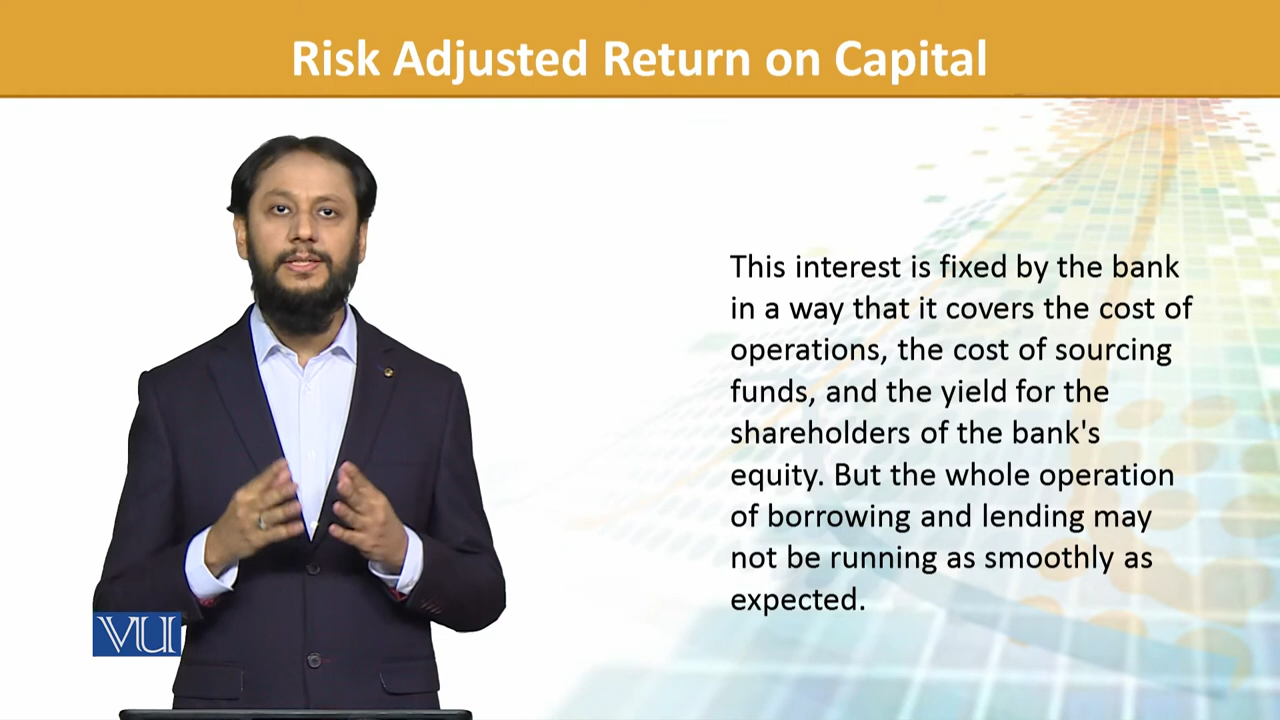 Risk Adjusted Return on Capital
This interest is fixed by the bank
in a way that it covers the cost of
operations, the cost of sourcing
funds, and the yield for the
shareholders of the bank's
equity. But the whole operation
of borrowing and lending may
not be running as smoothly as
expected.
VU